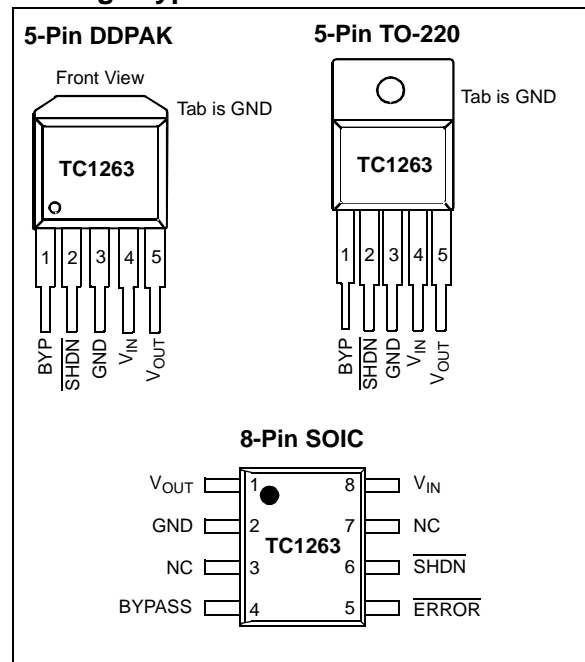 5-Pin DDPAK
Front View
Tab is GND
TC1263
1 2 3 4 5
BYP
SHDN
GND
VIN
VOUT
5-Pin TO-220
Tab is GND
TC1263
1 2 3 4 5
BYP
SHDN
GND
VIN
VOUT
8-Pin SOIC
VOUT 1 8 VIN
GND 2 7 NC
TC1263
NC 3 6 SHDN
BYPASS 4 5 ERROR